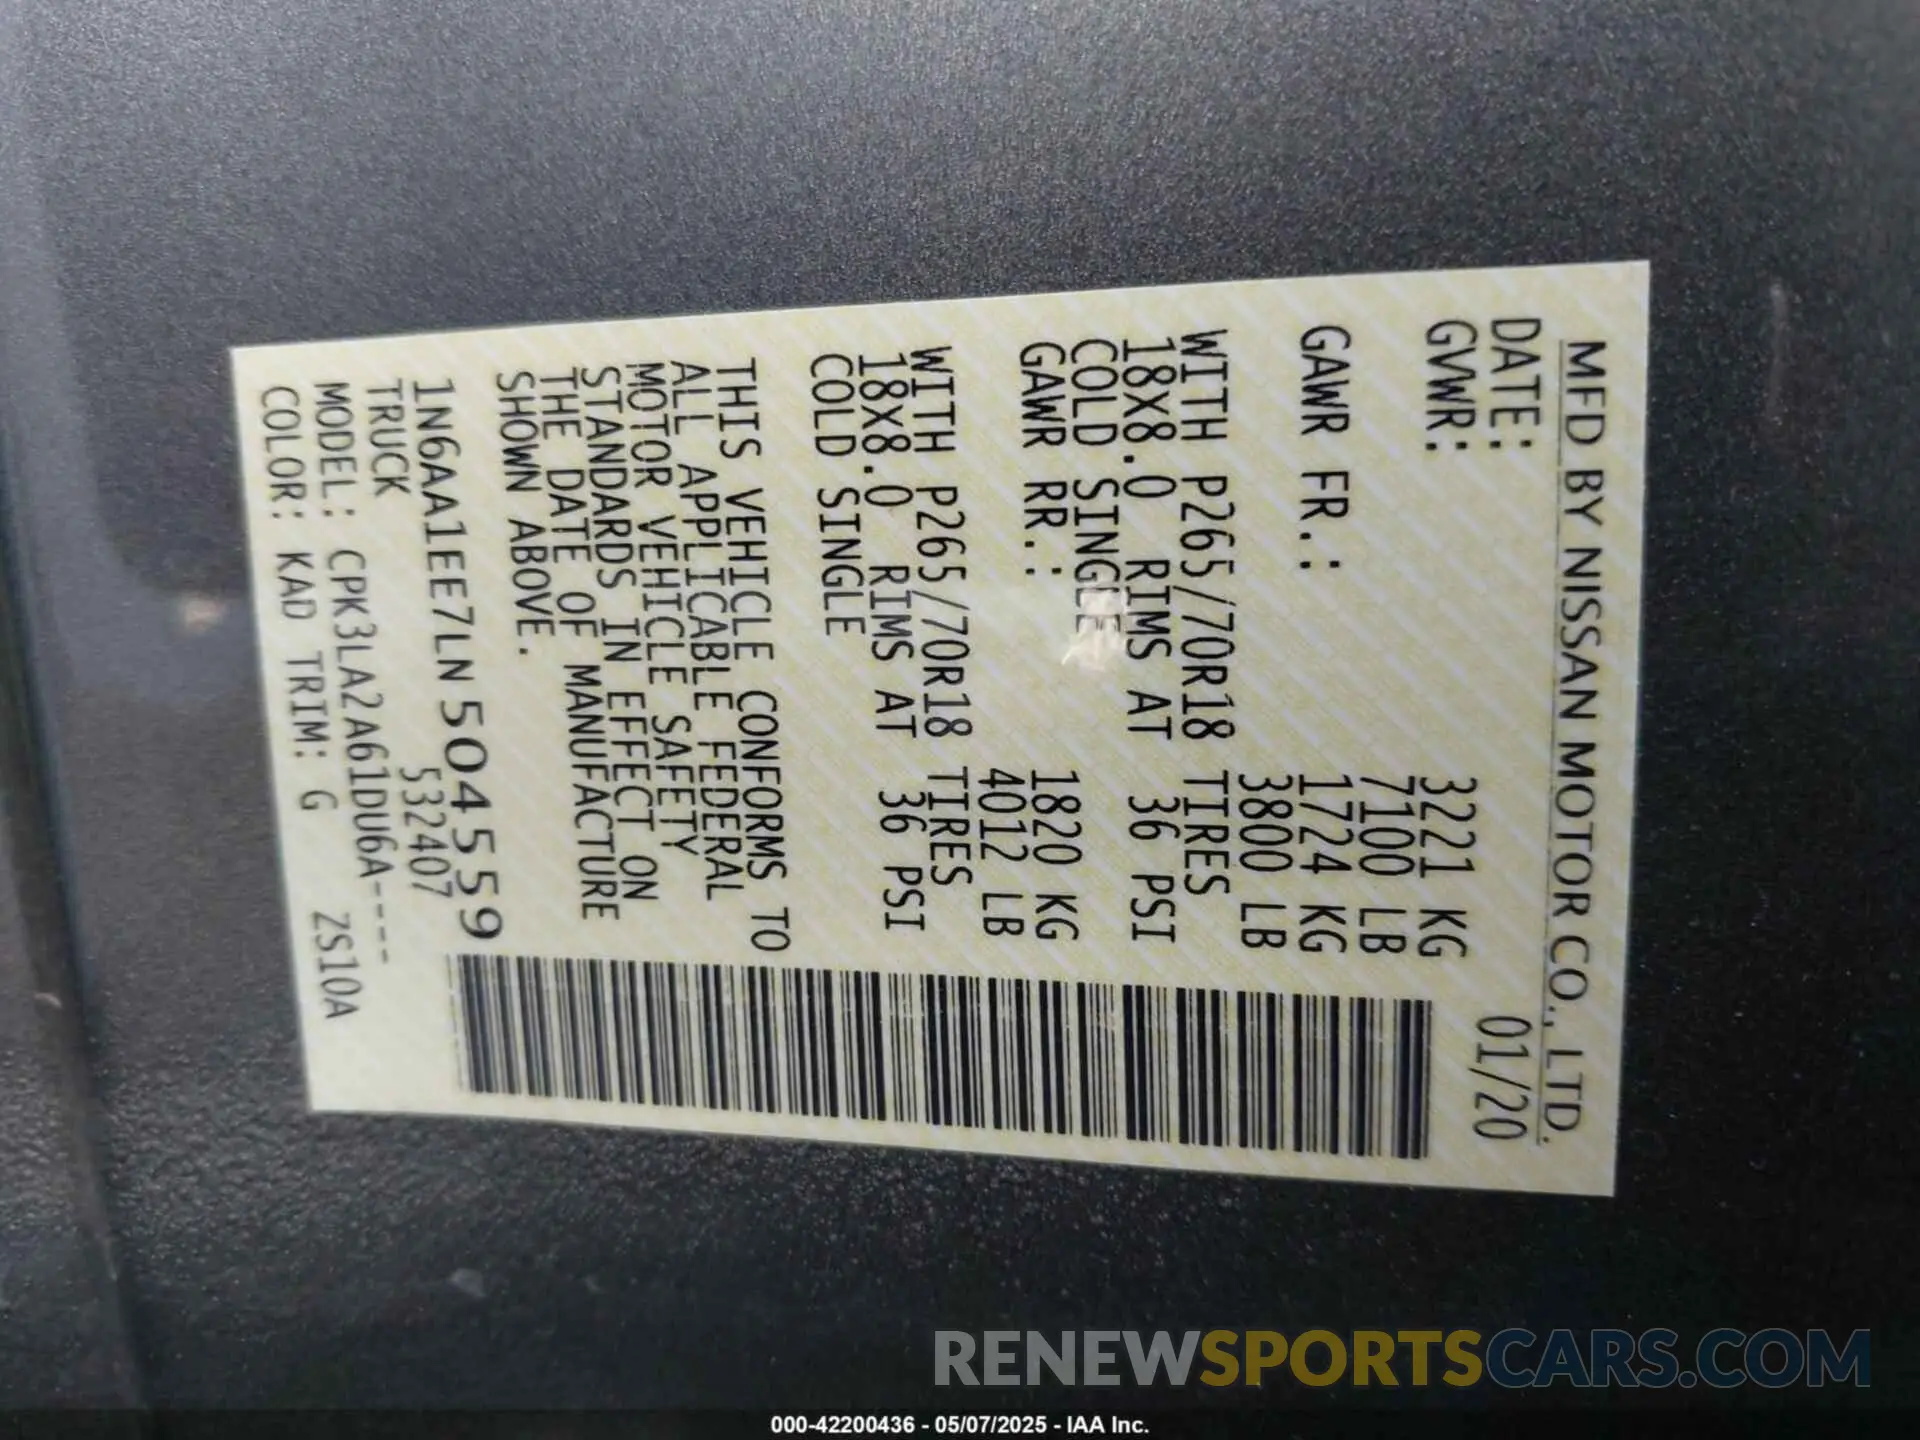 MFD BY NISSAN MOTOR CO., LTD.
DATE: 01/20
GVWR: 3221 KG
7100 LB
GAWR FR.: 1724 KG
3800 LB
WITH P265/70R18 TIRES
18X8.0 RIMS AT 36 PSI
COLD SINGLE
GAWR RR.: 1820 KG
4012 LB
WITH P265/70R18 TIRES
18X8.0 RIMS AT 36 PSI
COLD SINGLE
THIS VEHICLE CONFORMS TO
ALL APPLICABLE FEDERAL
MOTOR VEHICLE SAFETY
STANDARDS IN EFFECT ON
THE DATE OF MANUFACTURE
SHOWN ABOVE.
1N6AA1EE7LN504559
TRUCK 532407
MODEL: CPK3LA2A61DU6A----
COLOR: KAD TRIM: G ZS10A
RENEWSPORTSCARS.COM
000-42200436 - 05/07/2025 - IAA Inc.